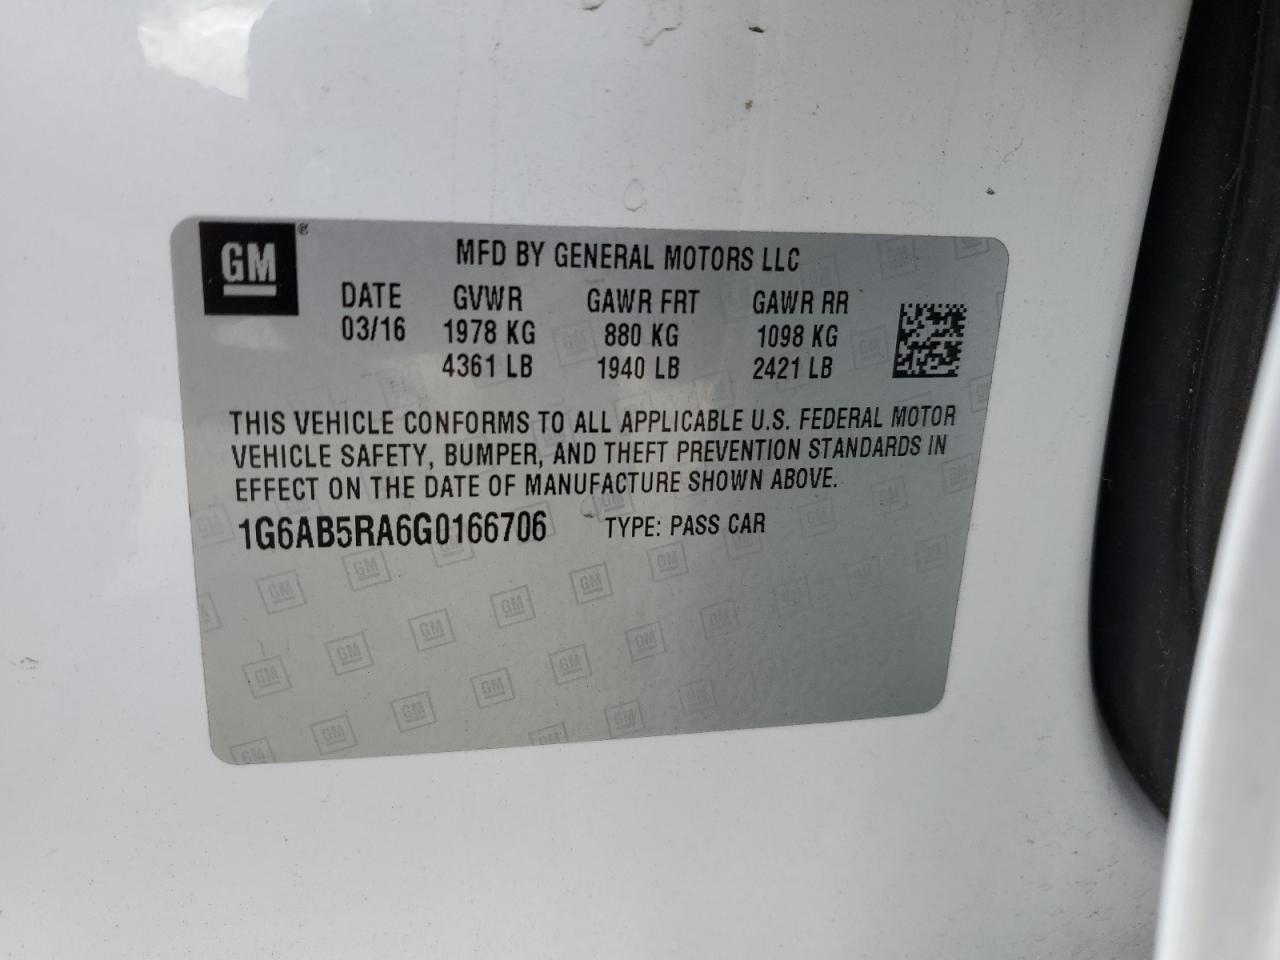 GM®
MFD BY GENERAL MOTORS LLC
DATE GVWR GAWR FRT GAWR RR
03/16 1978 KG 880 KG 1098 KG
4361 LB 1940 LB 2421 LB
THIS VEHICLE CONFORMS TO ALL APPLICABLE U.S. FEDERAL MOTOR
VEHICLE SAFETY, BUMPER, AND THEFT PREVENTION STANDARDS IN
EFFECT ON THE DATE OF MANUFACTURE SHOWN ABOVE.
1G6AB5RA6G0166706 TYPE: PASS CAR